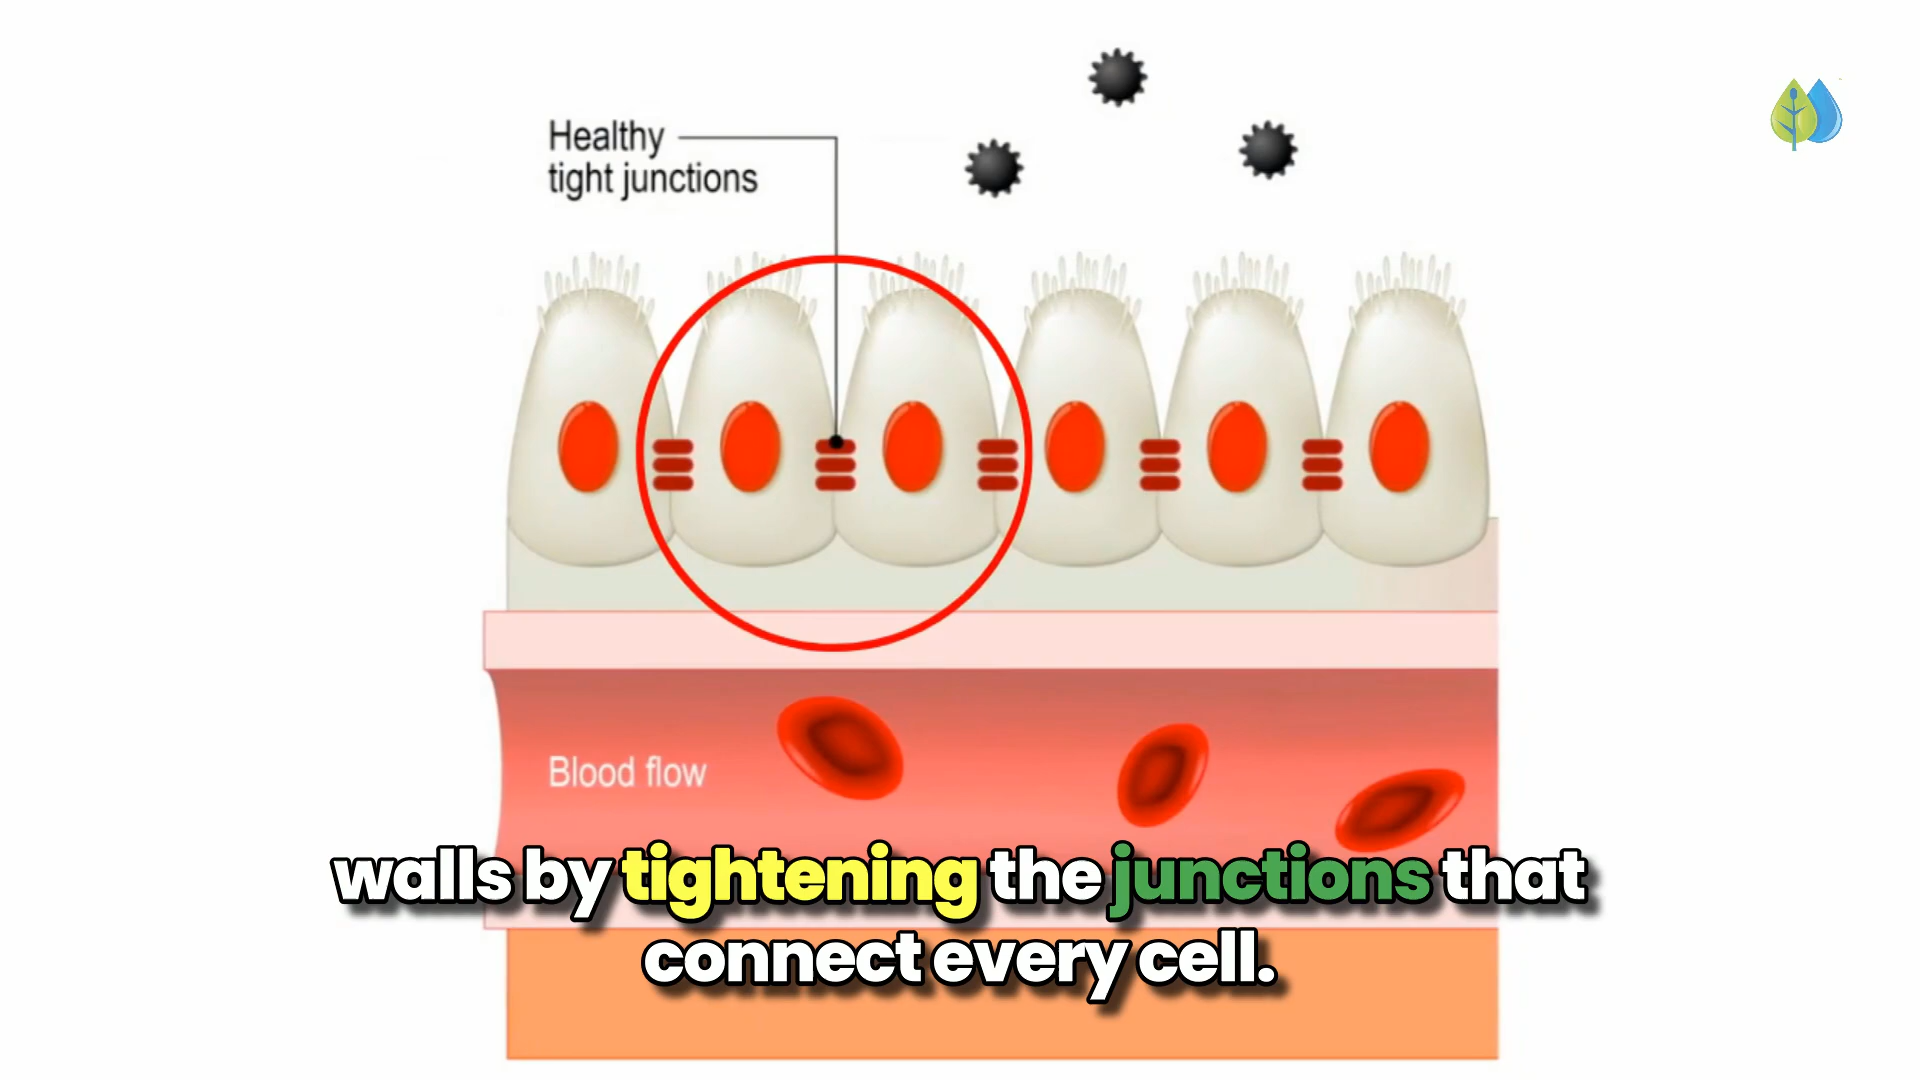 Healthy
tight junctions
Blood flow
walls by tightening the junctions that
connect every cell.